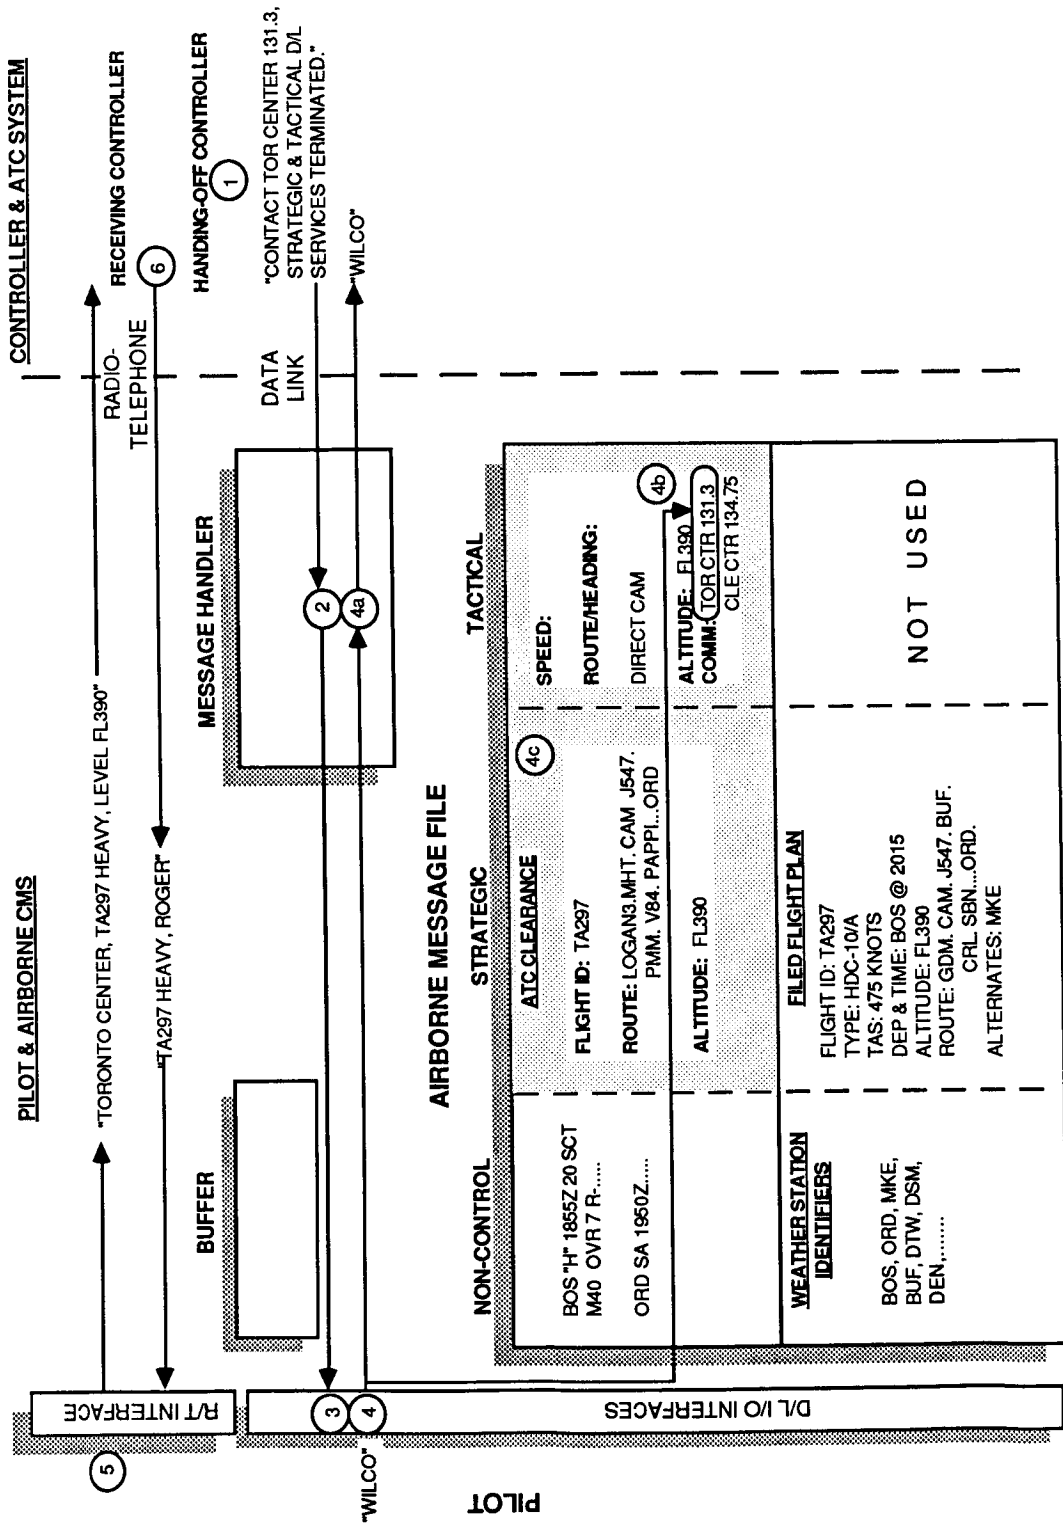 PILOT & AIRBORNE CMS
CONTROLLER & ATC SYSTEM
5
R/T INTERFACE
"TORONTO CENTER, TA297 HEAVY, LEVEL FL390"
RADIO-
TELEPHONE
RECEIVING CONTROLLER
"TA297 HEAVY, ROGER"
6
HANDING-OFF CONTROLLER
1
BUFFER
MESSAGE HANDLER
DATA
LINK
"CONTACT TOR CENTER 131.3,
STRATEGIC & TACTICAL D/L
SERVICES TERMINATED."
3
2
"WILCO"
4
4a
"WILCO"
PILOT
D/L I/O INTERFACES
AIRBORNE MESSAGE FILE
NON-CONTROL
STRATEGIC
TACTICAL
BOS "H" 1855Z 20 SCT
M40 OVR 7 R-.....
ORD SA 1950Z.....
ATC CLEARANCE
4c
FLIGHT ID: TA297
ROUTE: LOGAN3.MHT. CAM J547.
PMM. V84. PAPPI...ORD
ALTITUDE: FL390
SPEED:
ROUTE/HEADING:
DIRECT CAM
4b
ALTITUDE: FL390
COMM: TOR CTR 131.3
CLE CTR 134.75
WEATHER STATION
IDENTIFIERS
BOS, ORD, MKE,
BUF, DTW, DSM,
DEN,.......
FILED FLIGHT PLAN
FLIGHT ID: TA297
TYPE: HDC-10/A
TAS: 475 KNOTS
DEP & TIME: BOS @ 2015
ALTITUDE: FL390
ROUTE: GDM. CAM. J547. BUF.
CRL. SBN....ORD.
ALTERNATES: MKE
NOT USED